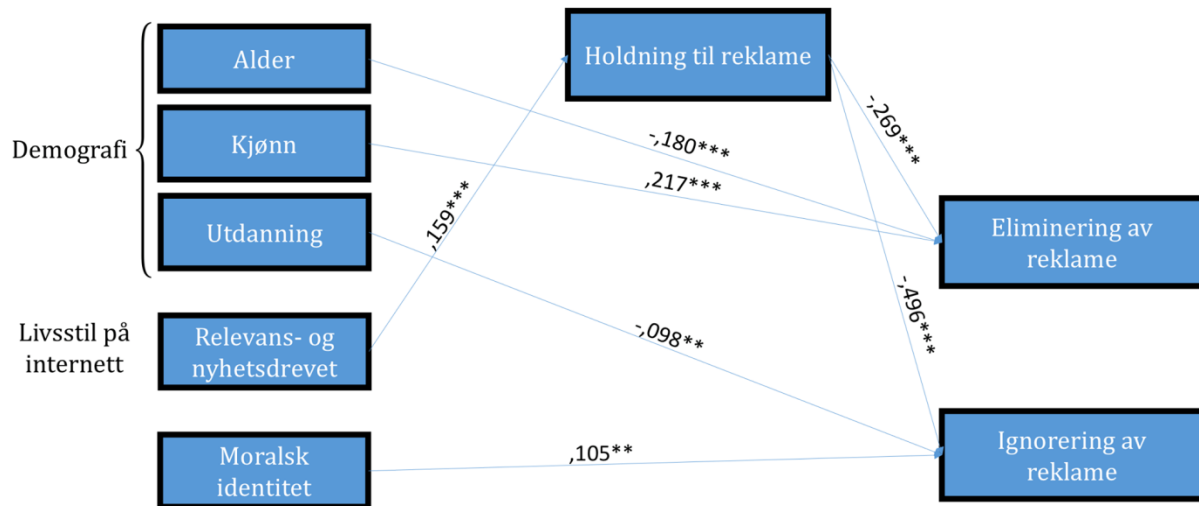 Alder
Holdning til reklame
Demografi
Kjønn
Utdanning
-,180***
,217***
-,269***
,159***
Eliminering av
reklame
-,496***
Livsstil på
internett
Relevans- og
nyhetsdrevet
-,098**
Moralsk
identitet
,105**
Ignorering av
reklame